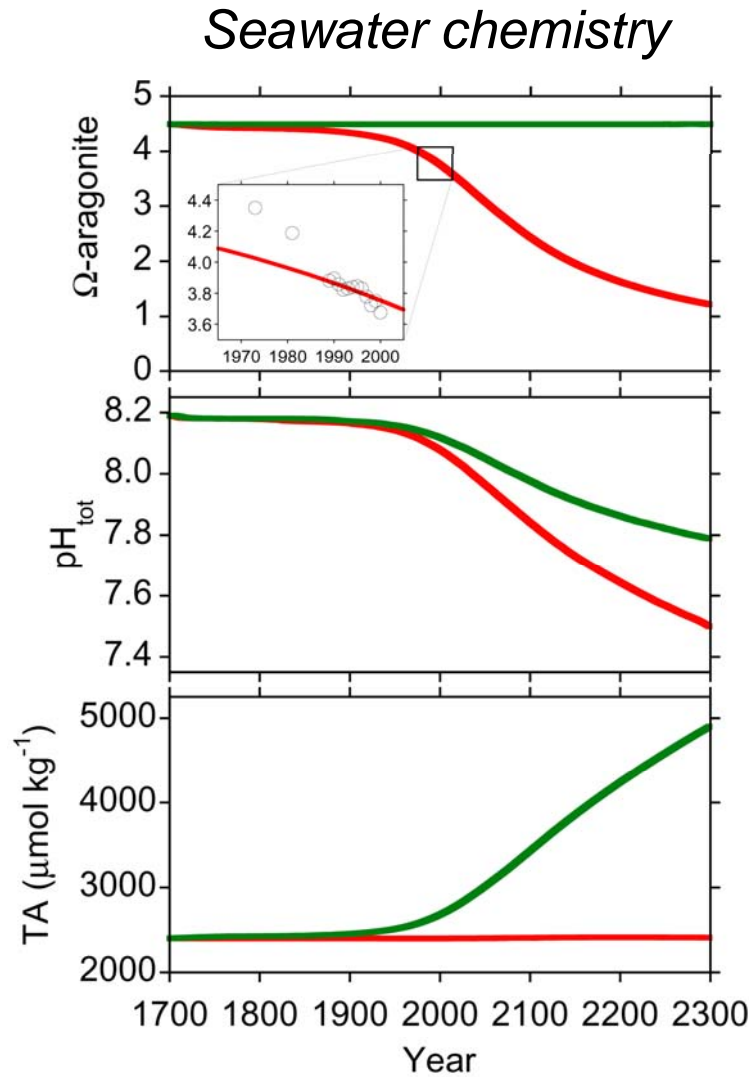 Seawater chemistry
Ω-aragonite
5
4
3
2
1
0
4.4
4.2
4.0
3.8
3.6
1970 1980 1990 2000
pHtot
8.2
8.0
7.8
7.6
7.4
TA (μmol kg-1)
5000
4000
3000
2000
1700 1800 1900 2000 2100 2200 2300
Year